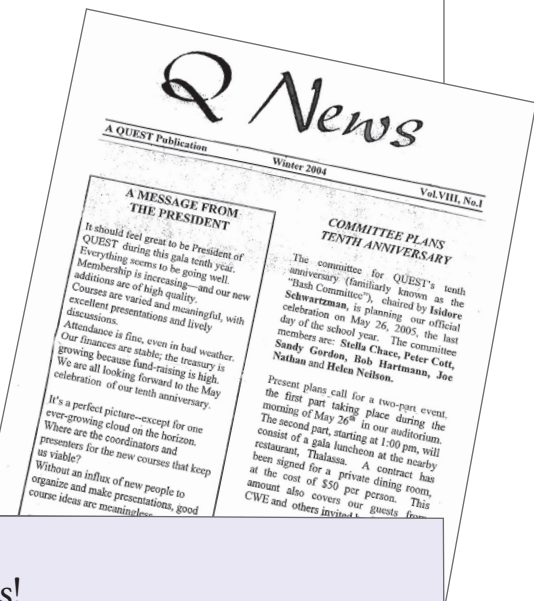 Q News
A QUEST Publication
Winter 2004
Vol.VIII, No.I
A MESSAGE FROM
THE PRESIDENT
It should feel great to be President of
QUEST during this gala tenth year.
Everything seems to be going well.
Membership is increasing—and our new
additions are of high quality.
Courses are varied and meaningful, with
excellent presentations and lively
discussions.
Attendance is fine, even in bad weather.
Our finances are stable; the treasury is
growing because fund-raising is high.
We are all looking forward to the May
celebration of our tenth anniversary.
It's a perfect picture--except for one
ever-growing cloud on the horizon.
Where are the coordinators and
presenters for the new courses that keep
us viable?
Without an influx of new people to
organize and make presentations, good
course ideas are meaningless
COMMITTEE PLANS
TENTH ANNIVERSARY
The committee for QUEST's tenth
anniversary (familiarly known as the
"Bash Committee"), chaired by Isidore
Schwartzman, is planning our official
celebration on May 26, 2005, the last
day of the school year. The committee
members are: Stella Chace, Peter Cott,
Sandy Gordon, Bob Hartmann, Joe
Nathan and Helen Neilson.
Present plans call for a two-part event.
the first part taking place during the
morning of May 26th in our auditorium.
The second part, starting at 1:00 pm, will
consist of a gala luncheon at the nearby
restaurant, Thalassa. A contract has
been signed for a private dining room,
at the cost of $50 per person. This
amount also covers our guests from
CWE and others invited
s!